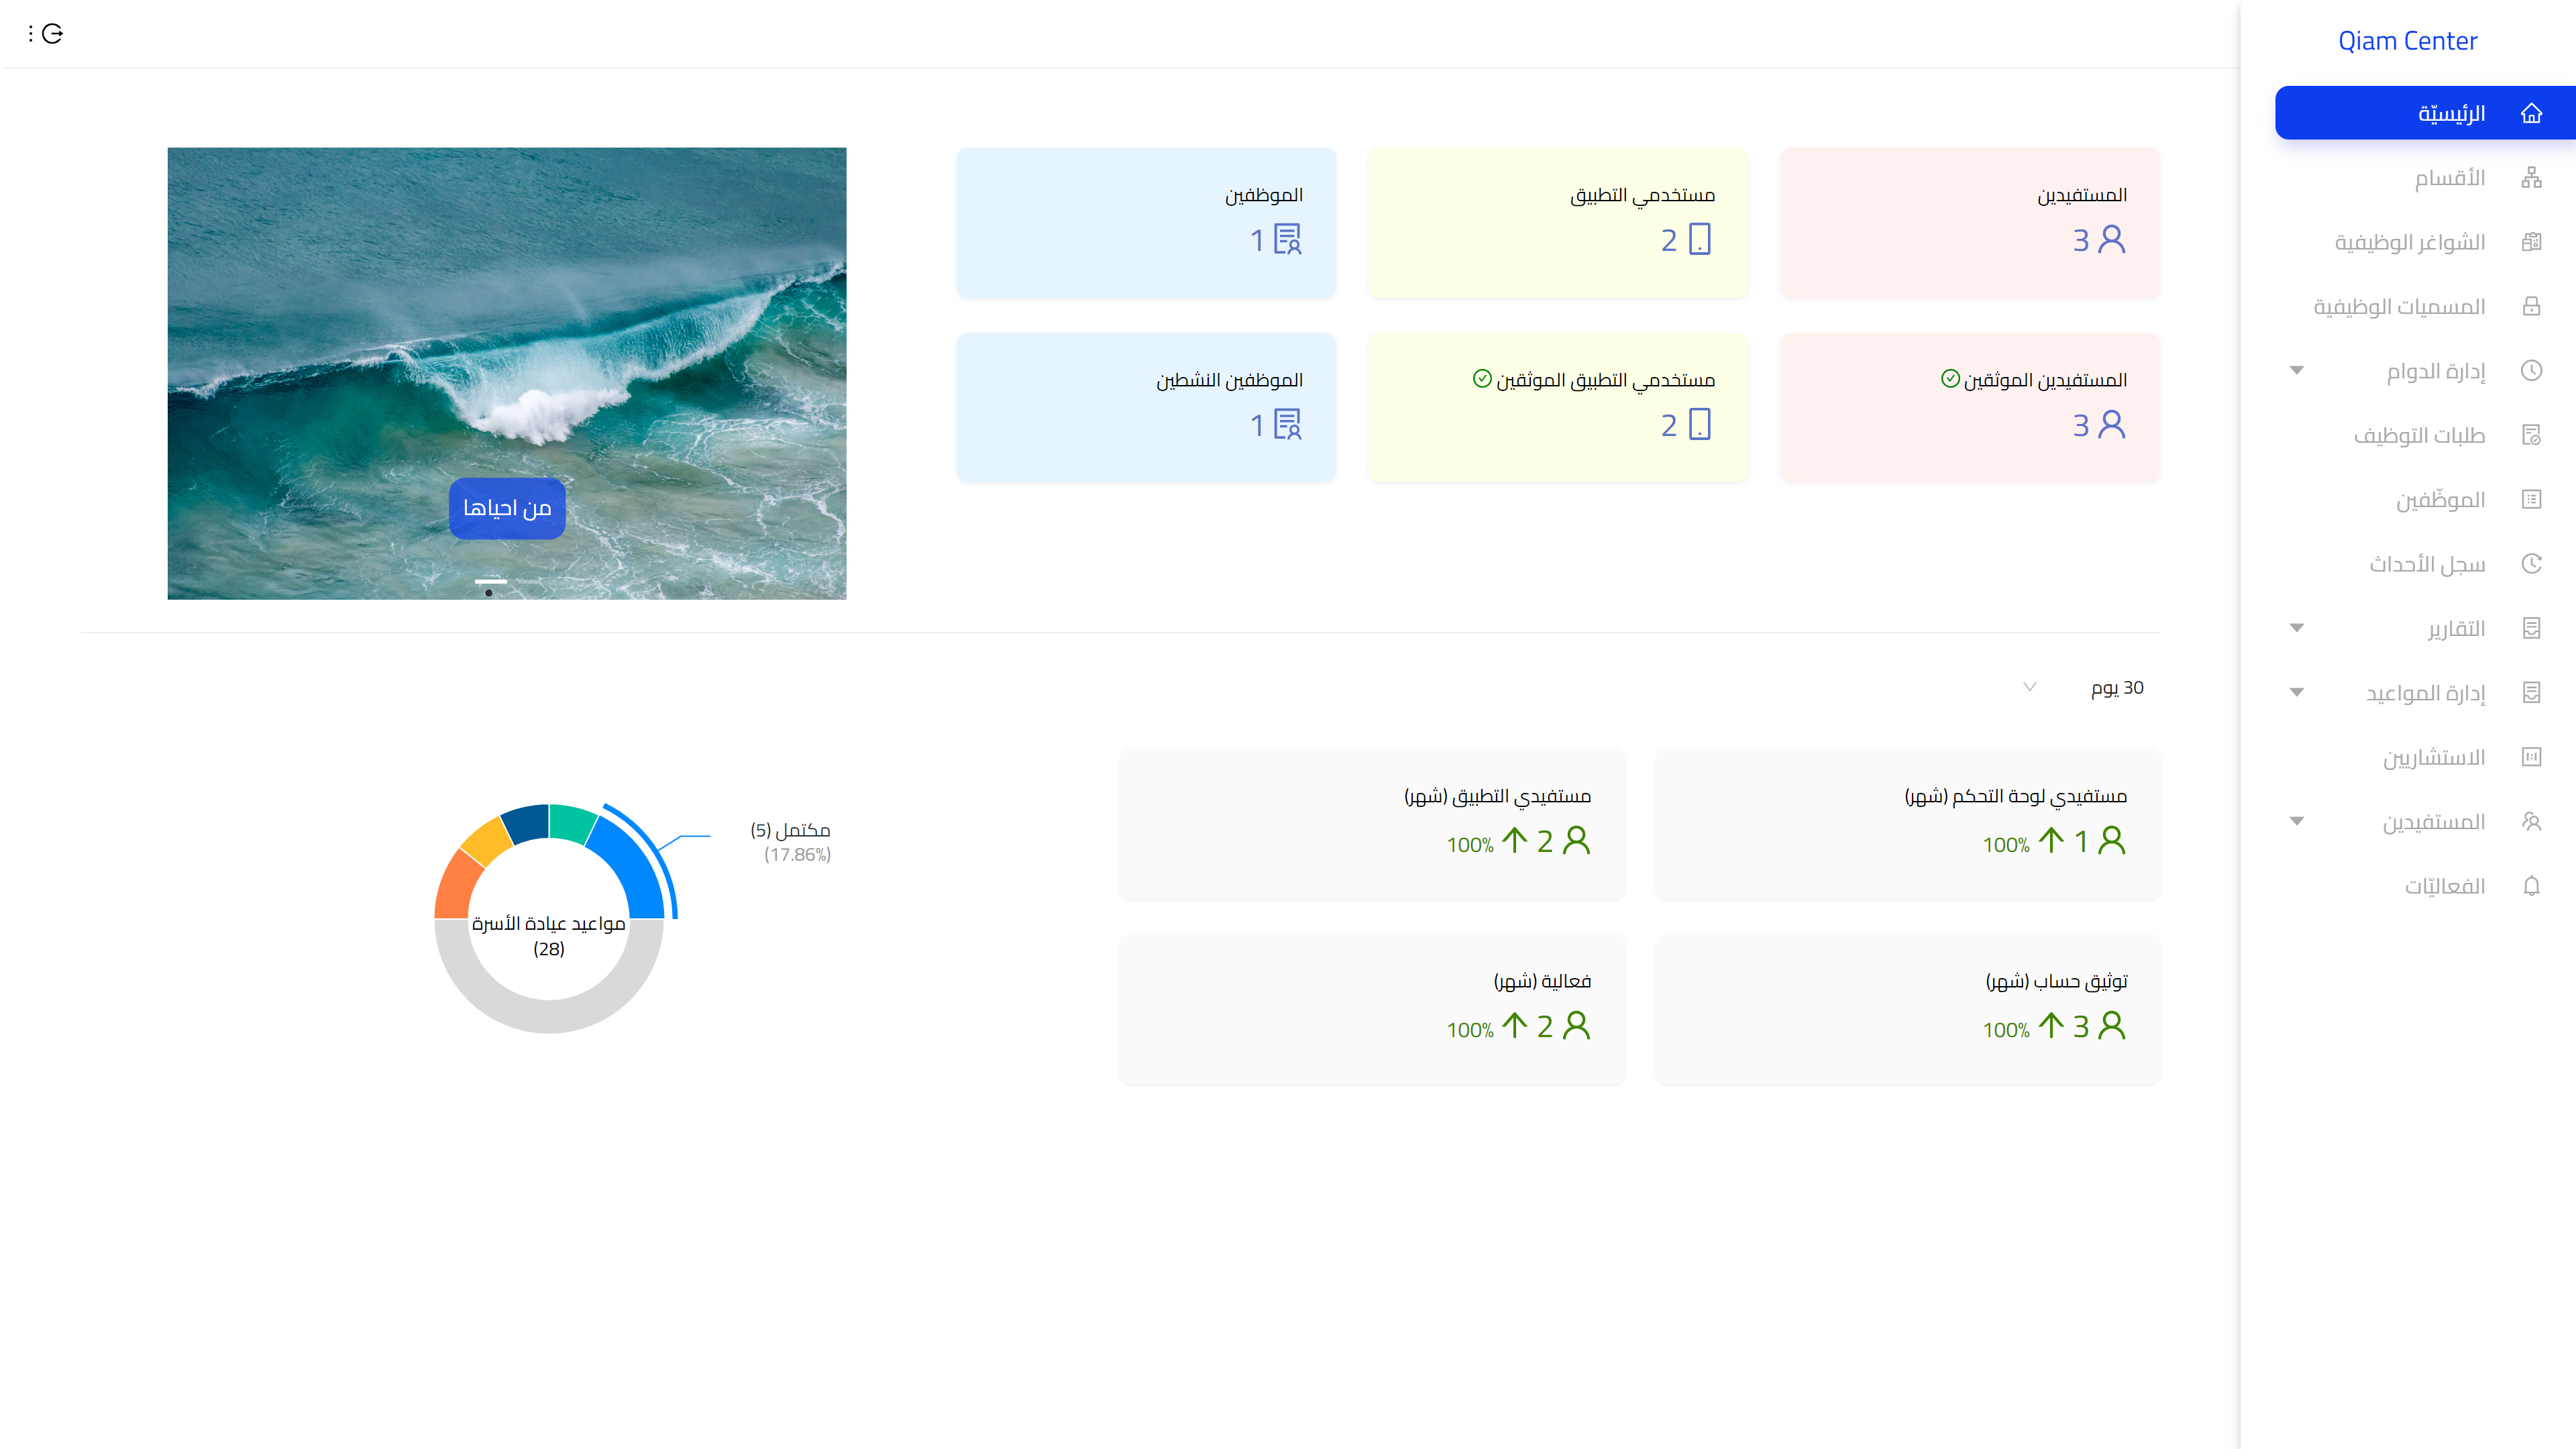 Qiam Center
الرئيسيّة
الأقسام
الشواغر الوظيفية
المسميات الوظيفية
إدارة الدوام
طلبات التوظيف
الموظّفين
سجل الأحداث
التقارير
إدارة المواعيد
الاستشاريين
المستفيدين
الفعاليّات
المستفيدين
3
مستخدمي التطبيق
2
الموظفين
1
المستفيدين الموثقين
3
مستخدمي التطبيق الموثقين
2
الموظفين النشطين
1
من احياها
30 يوم
مستفيدي لوحة التحكم (شهر)
1 100%
مستفيدي التطبيق (شهر)
2 100%
توثيق حساب (شهر)
3 100%
فعالية (شهر)
2 100%
مكتمل (5)
(17.86%)
مواعيد عيادة الأسرة
(28)